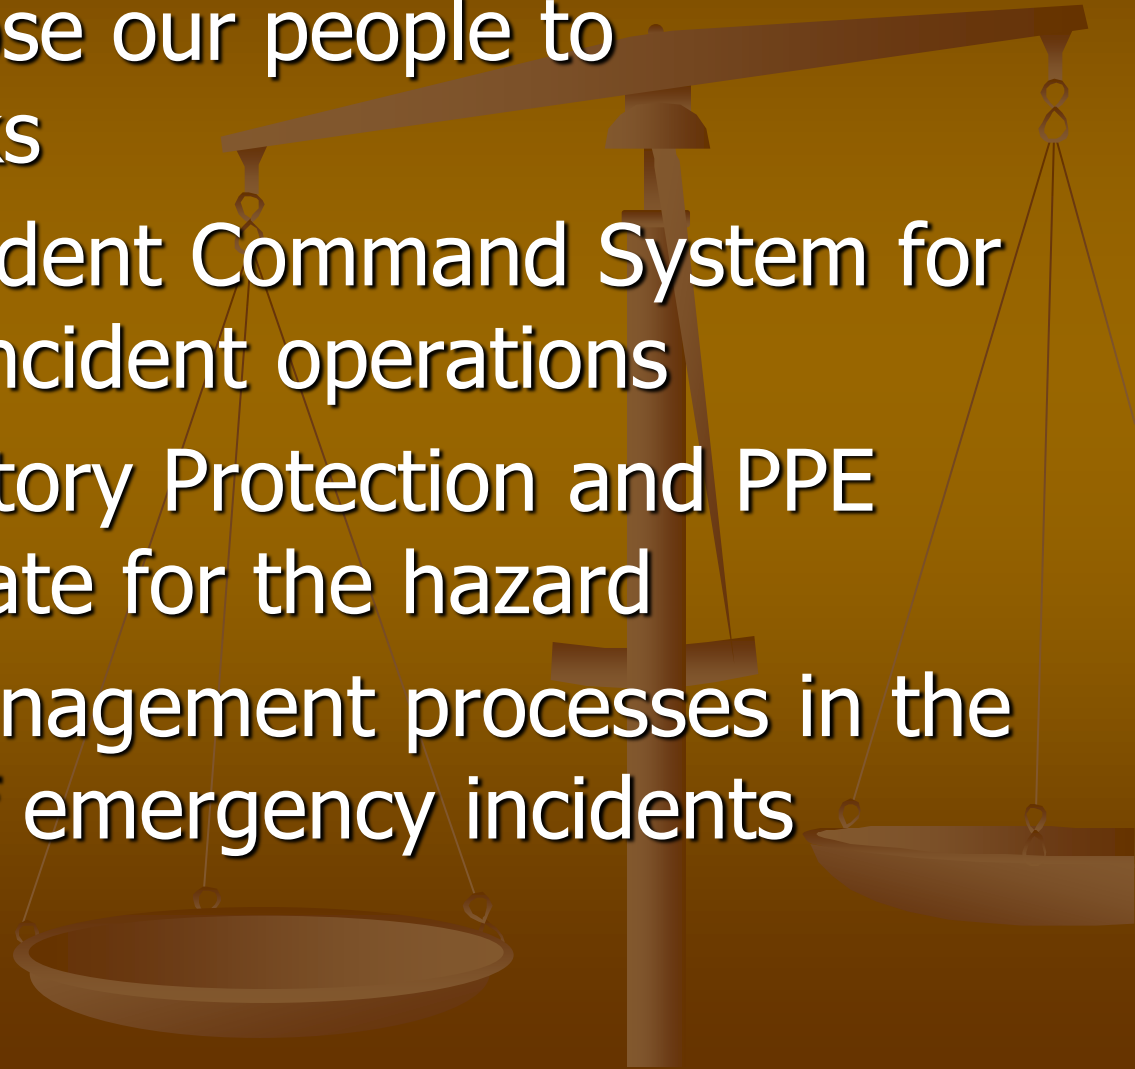 se our people to
ks
dent Command System for
ncident operations
tory Protection and PPE
ate for the hazard
nagement processes in the
emergency incidents